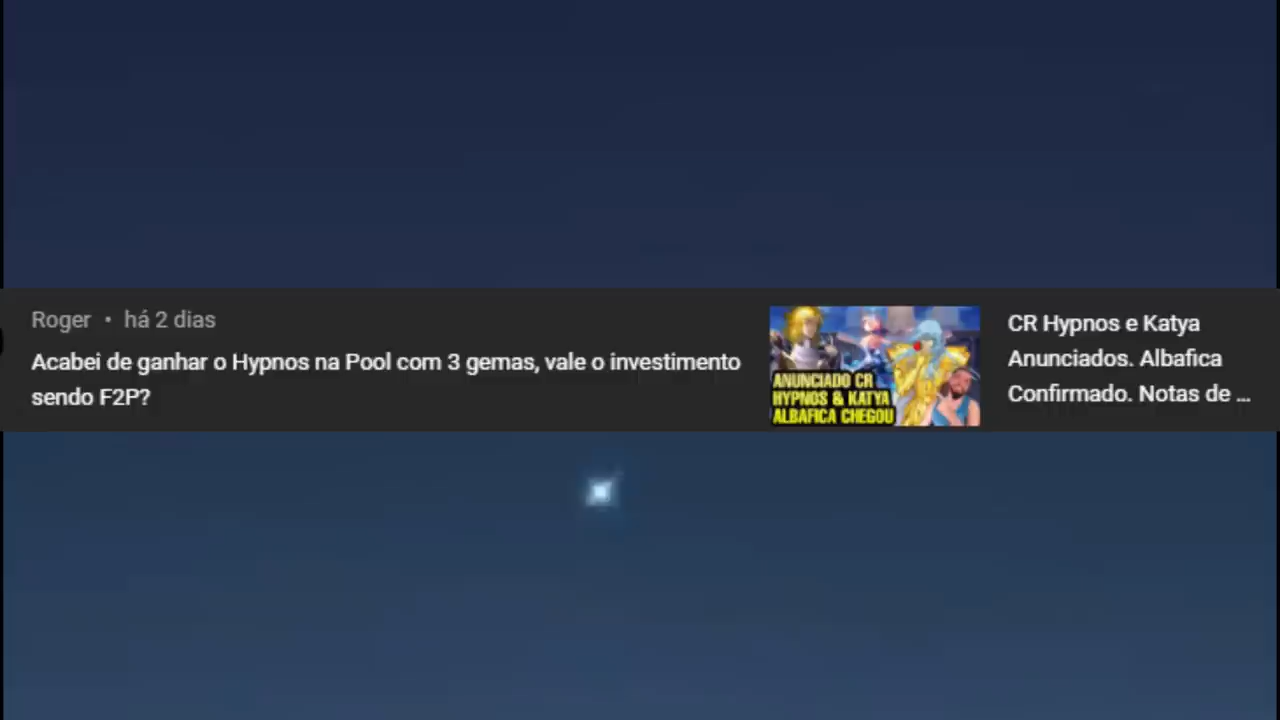 Roger • há 2 dias
Acabei de ganhar o Hypnos na Pool com 3 gemas, vale o investimento
sendo F2P?
ANUNCIADO CR
HYPNOS & KATYA
ALBAFICA CHEGOU
CR Hypnos e Katya
Anunciados. Albafica
Confirmado. Notas de ...